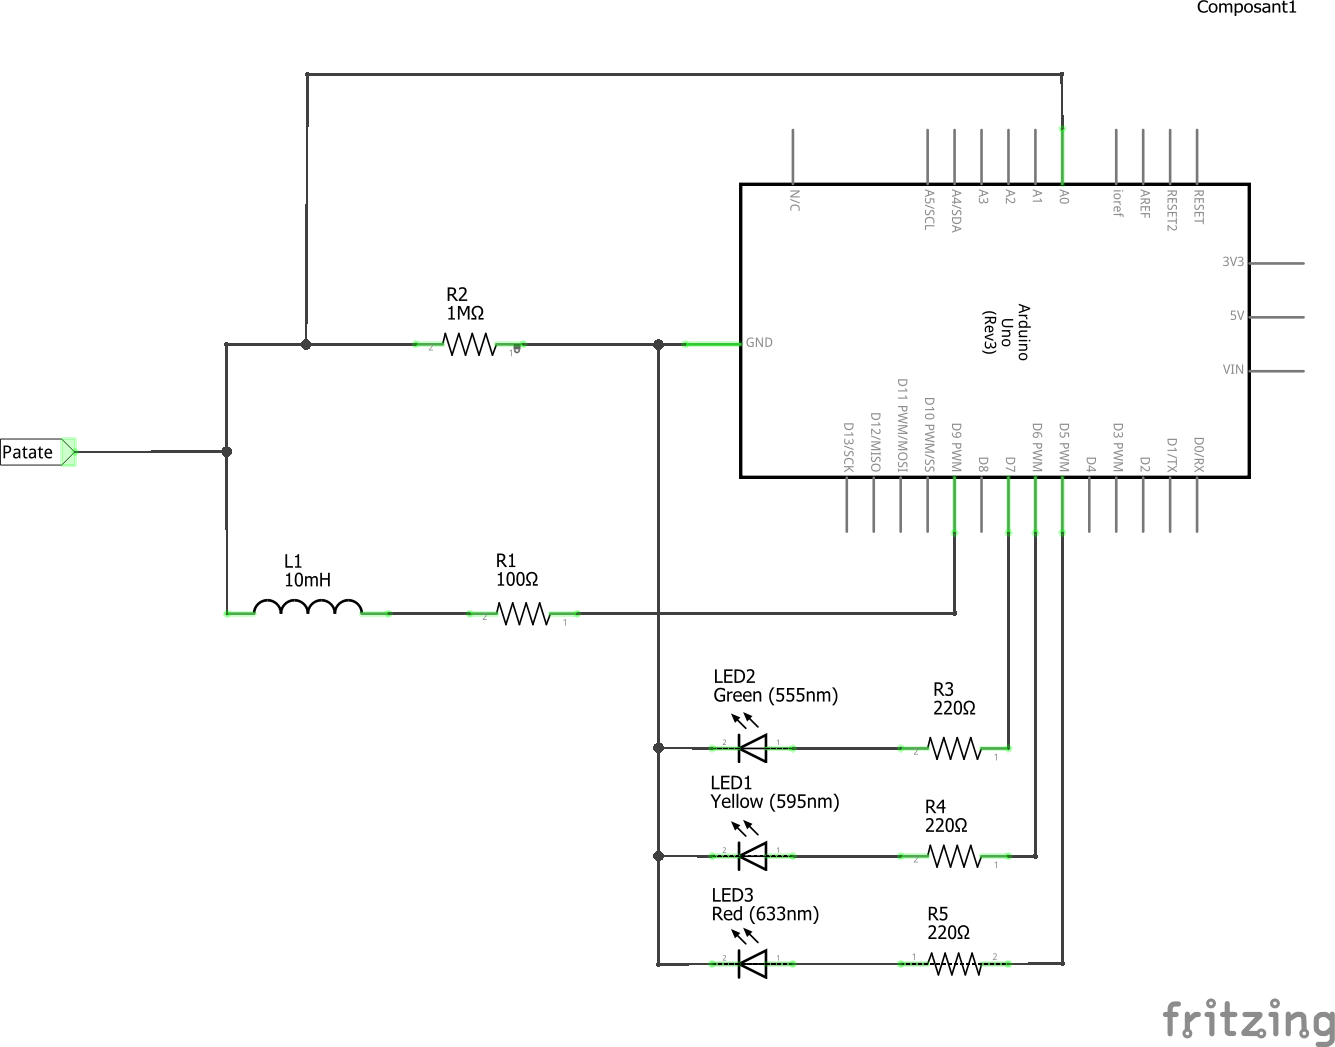 Composant1
N/C
A5/SCL
A4/SDA
A3
A2
A1
A0
ioref
AREF
RESET2
RESET
3V3
5V
VIN
Arduino
Uno
(Rev3)
GND
R2
1MΩ
2
1
D13/SCK
D12/MISO
D11 PWM/MOSI
D10 PWM/SS
D9 PWM
D8
D7
D6 PWM
D5 PWM
D4
D3 PWM
D2
D1/TX
D0/RX
Patate
L1
10mH
R1
100Ω
2
1
LED2
Green (555nm)
2
1
R3
220Ω
2
1
LED1
Yellow (595nm)
2
1
R4
220Ω
2
1
LED3
Red (633nm)
2
1
R5
220Ω
1
2
fritzing